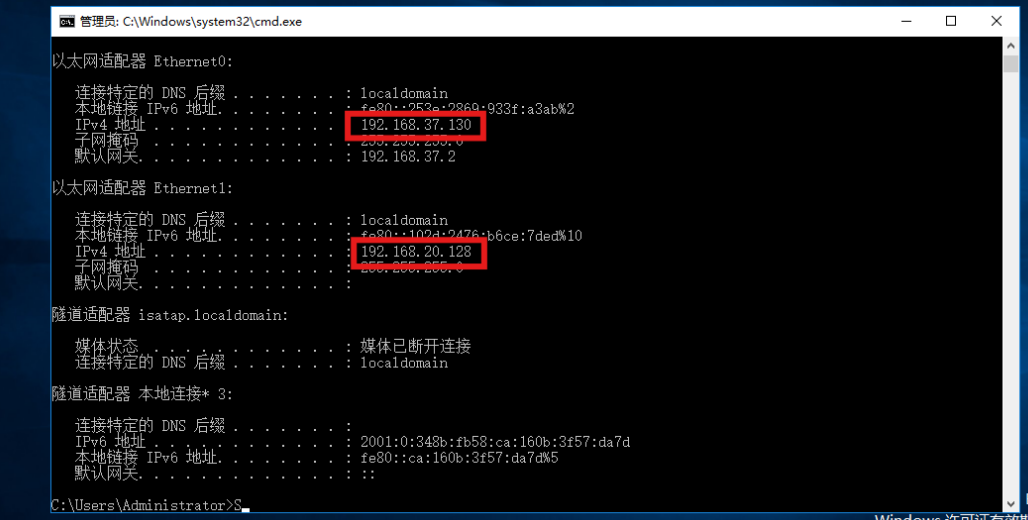 管理员: C:\Windows\system32\cmd.exe
以太网适配器 Ethernet0:
连接特定的 DNS 后缀 . . . . . . . : localdomain
本地链接 IPv6 地址. . . . . . . . : fe80::253e:2869:933f:a3ab%2
IPv4 地址 . . . . . . . . . . . . : 192.168.37.130
子网掩码 . . . . . . . . . . . . : 255.255.255.0
默认网关. . . . . . . . . . . . . : 192.168.37.2
以太网适配器 Ethernet1:
连接特定的 DNS 后缀 . . . . . . . : localdomain
本地链接 IPv6 地址. . . . . . . . : fe80::102d:2476:b6ce:7ded%10
IPv4 地址 . . . . . . . . . . . . : 192.168.20.128
子网掩码 . . . . . . . . . . . . : 255.255.255.0
默认网关. . . . . . . . . . . . . :
隧道适配器 isatap.localdomain:
媒体状态 . . . . . . . . . . . . : 媒体已断开连接
连接特定的 DNS 后缀 . . . . . . . : localdomain
隧道适配器 本地连接* 3:
连接特定的 DNS 后缀 . . . . . . . :
IPv6 地址 . . . . . . . . . . . . : 2001:0:348b:fb58:ca:160b:3f57:da7d
本地链接 IPv6 地址. . . . . . . . : fe80::ca:160b:3f57:da7d%5
默认网关. . . . . . . . . . . . . : ::
C:\Users\Administrator>S
Windows 许可证有效期